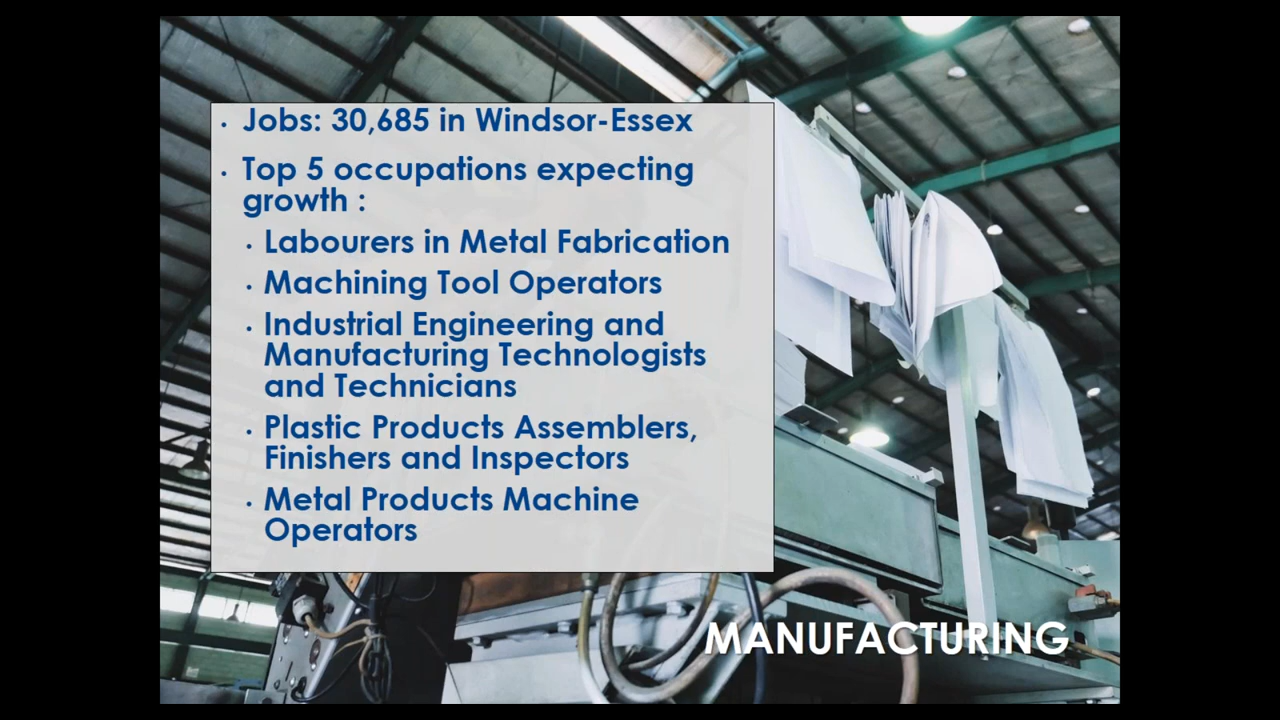 • Jobs: 30,685 in Windsor-Essex
• Top 5 occupations expecting
growth :
• Labourers in Metal Fabrication
• Machining Tool Operators
• Industrial Engineering and
Manufacturing Technologists
and Technicians
• Plastic Products Assemblers,
Finishers and Inspectors
• Metal Products Machine
Operators
MANUFACTURING